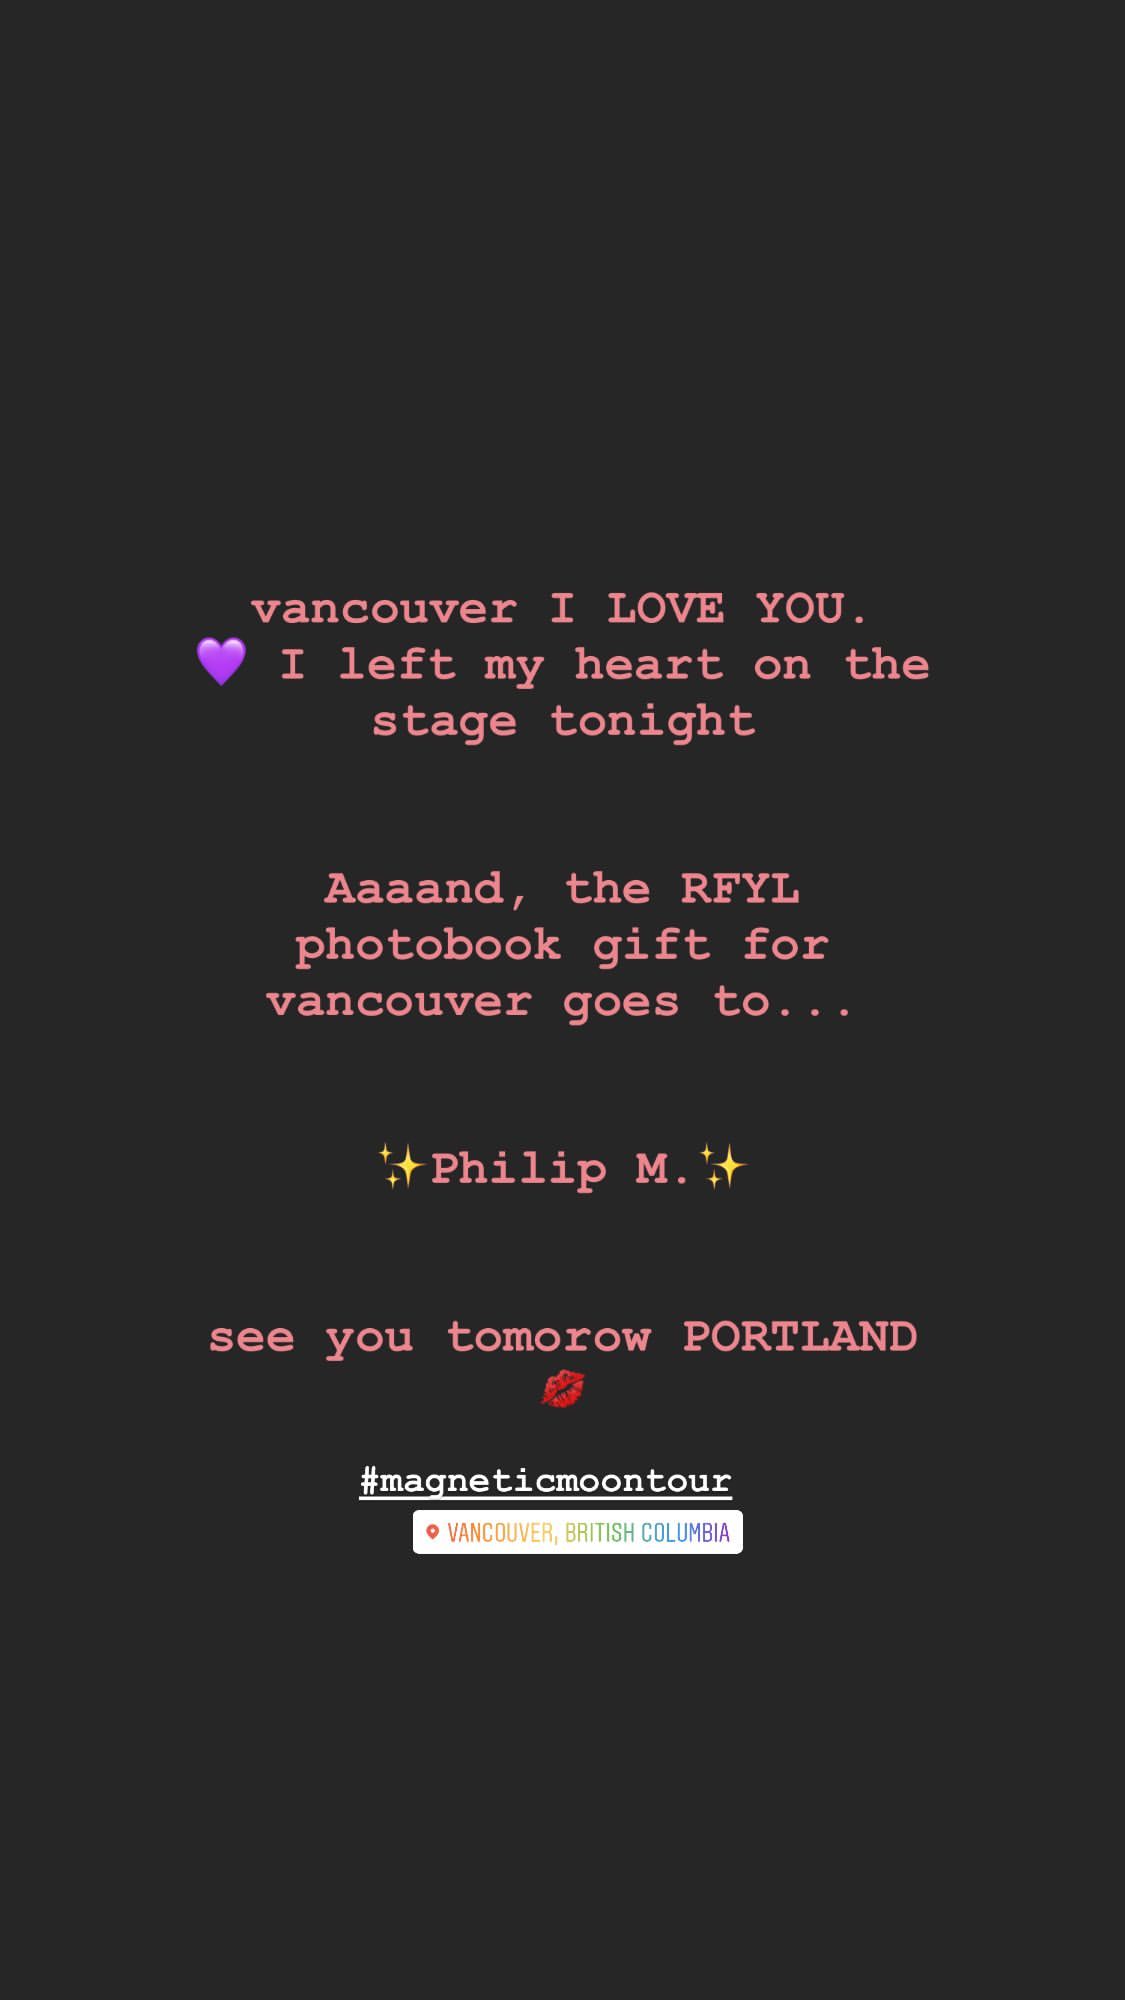 vancouver I LOVE YOU.
💜 I left my heart on the
stage tonight
Aaaand, the RFYL
photobook gift for
vancouver goes to...
✨Philip M.✨
see you tomorow PORTLAND
💋
#magneticmoontour
VANCOUVER, BRITISH COLUMBIA